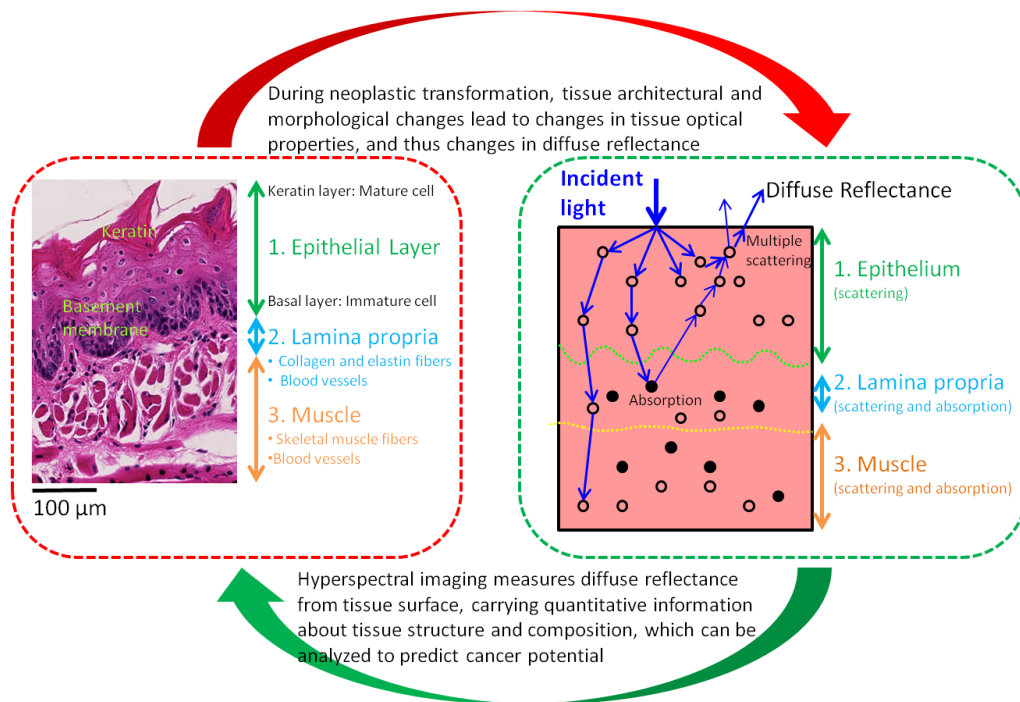 During neoplastic transformation, tissue architectural and
morphological changes lead to changes in tissue optical
properties, and thus changes in diffuse reflectance
Keratin layer: Mature cell
Keratin
1. Epithelial Layer
Basal layer: Immature cell
Basement
membrane
2. Lamina propria
• Collagen and elastin fibers
• Blood vessels
3. Muscle
• Skeletal muscle fibers
•Blood vessels
100 µm
Incident
light
Diffuse Reflectance
Multiple
scattering
1. Epithelium
(scattering)
Absorption
2. Lamina propria
(scattering and absorption)
3. Muscle
(scattering and absorption)
Hyperspectral imaging measures diffuse reflectance
from tissue surface, carrying quantitative information
about tissue structure and composition, which can be
analyzed to predict cancer potential